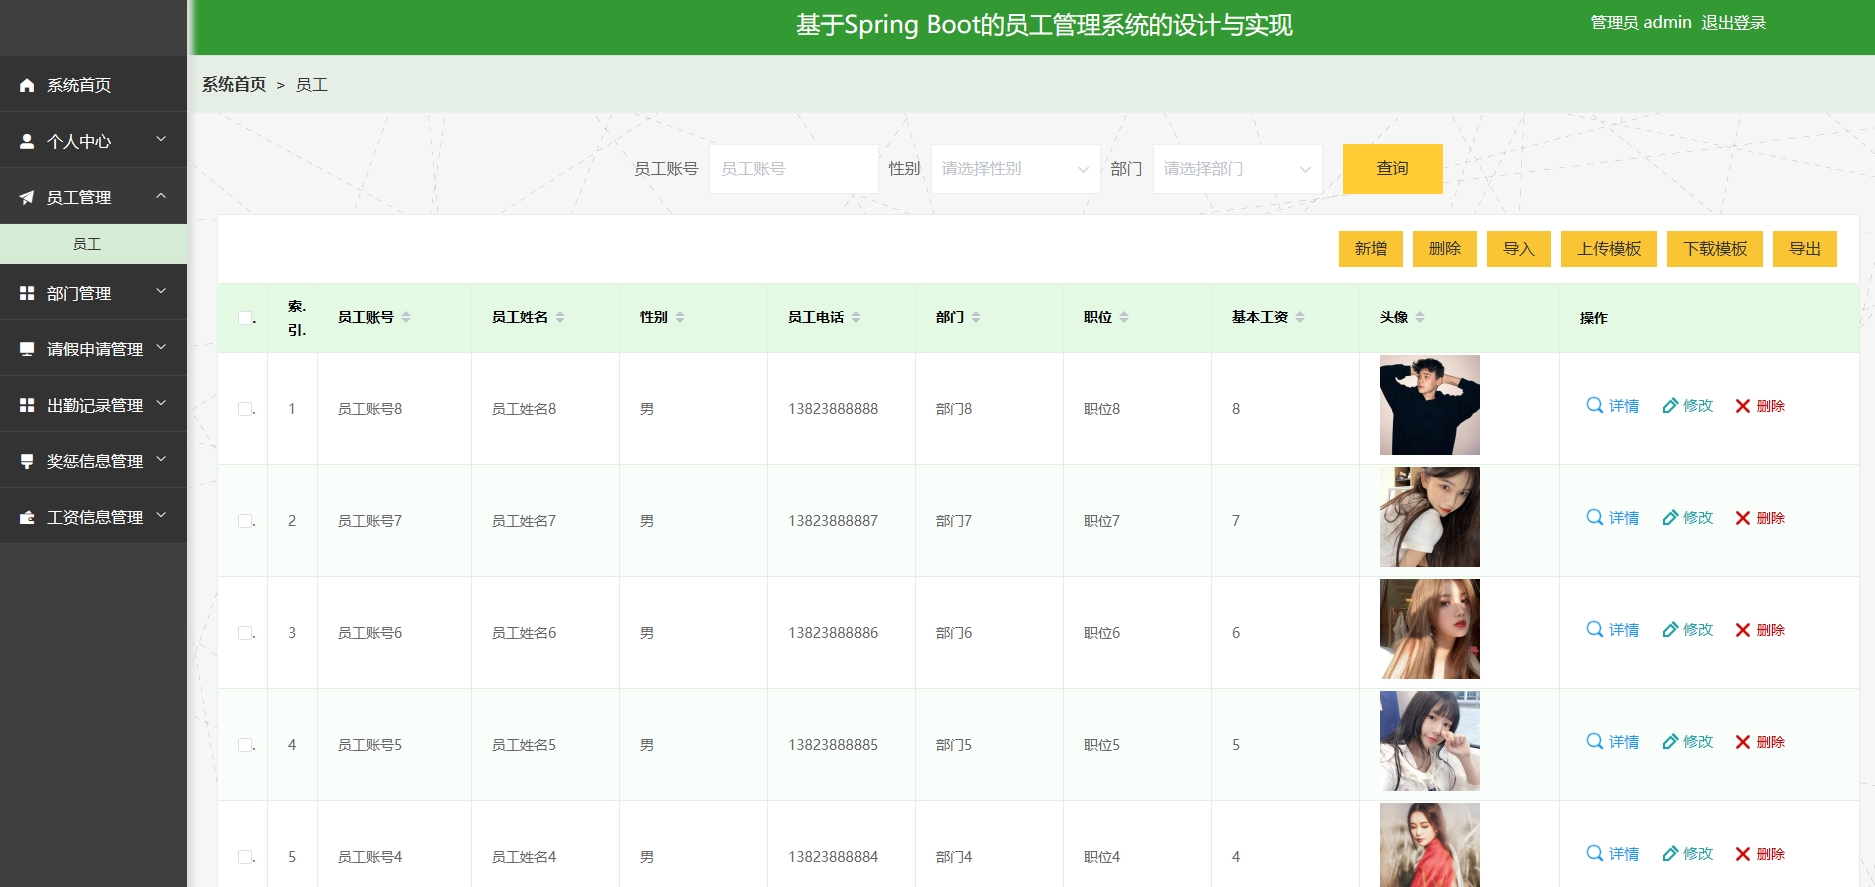 基于Spring Boot的员工管理系统的设计与实现
管理员 admin 退出登录
系统首页
个人中心
员工管理
员工
部门管理
请假申请管理
出勤记录管理
奖惩信息管理
工资信息管理
系统首页 > 员工
员工账号 员工账号 性别 请选择性别 部门 请选择部门 查询
新增 删除 导入 上传模板 下载模板 导出
. 索.引. 员工账号 员工姓名 性别 员工电话 部门 职位 基本工资 头像 操作
. 1 员工账号8 员工姓名8 男 13823888888 部门8 职位8 8 详情 修改 删除
. 2 员工账号7 员工姓名7 男 13823888887 部门7 职位7 7 详情 修改 删除
. 3 员工账号6 员工姓名6 男 13823888886 部门6 职位6 6 详情 修改 删除
. 4 员工账号5 员工姓名5 男 13823888885 部门5 职位5 5 详情 修改 删除
. 5 员工账号4 员工姓名4 男 13823888884 部门4 职位4 4 详情 修改 删除